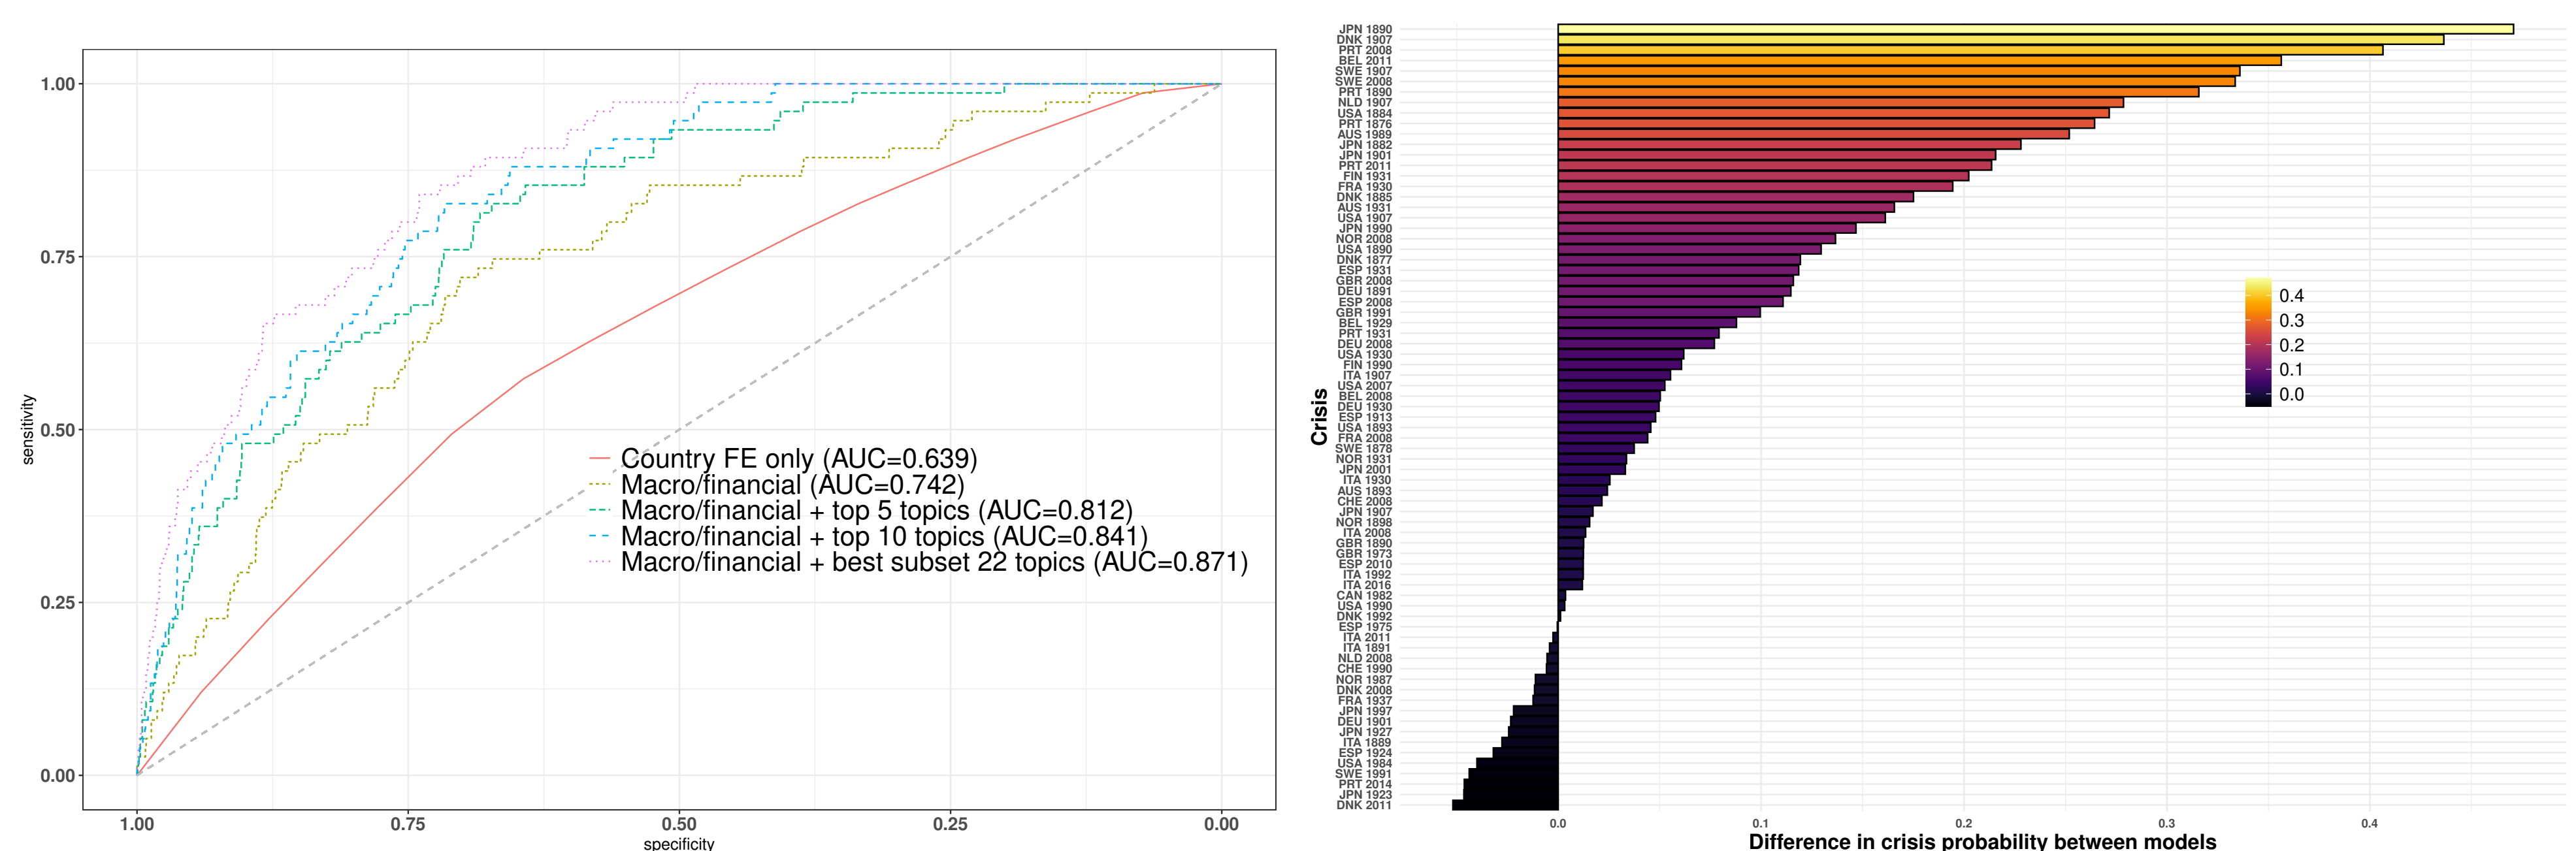 1.00
0.75
0.50
0.25
0.00
sensitivity
1.00 0.75 0.50 0.25 0.00
specificity
Country FE only (AUC=0.639)
Macro/financial (AUC=0.742)
Macro/financial + top 5 topics (AUC=0.812)
Macro/financial + top 10 topics (AUC=0.841)
Macro/financial + best subset 22 topics (AUC=0.871)
Crisis
JPN 1890
DNK 1907
PRT 2008
BEL 2011
SWE 1907
SWE 2008
PRT 1890
NLD 1907
USA 1884
PRT 1876
AUS 1989
JPN 1882
JPN 1901
PRT 2011
FIN 1931
FRA 1930
DNK 1885
AUS 1931
USA 1907
JPN 1990
NOR 2008
USA 1890
DNK 1877
ESP 1931
GBR 2008
DEU 1891
ESP 2008
GBR 1991
BEL 1929
PRT 1931
DEU 2008
USA 1930
FIN 1990
ITA 1907
USA 2007
BEL 2008
DEU 1930
ESP 1913
USA 1893
FRA 2008
SWE 1878
NOR 1931
JPN 2001
ITA 1930
AUS 1893
CHE 2008
JPN 1907
NOR 1898
ITA 2008
GBR 1890
GBR 1973
ESP 2010
ITA 1992
ITA 2016
CAN 1982
USA 1990
DNK 1992
ESP 1975
ITA 2011
ITA 1891
NLD 2008
CHE 1990
NOR 1987
DNK 2008
FRA 1937
JPN 1997
DEU 1901
JPN 1927
ITA 1889
ESP 1924
USA 1984
SWE 1991
PRT 2014
JPN 1923
DNK 2011
0.4
0.3
0.2
0.1
0.0
0.0 0.1 0.2 0.3 0.4
Difference in crisis probability between models